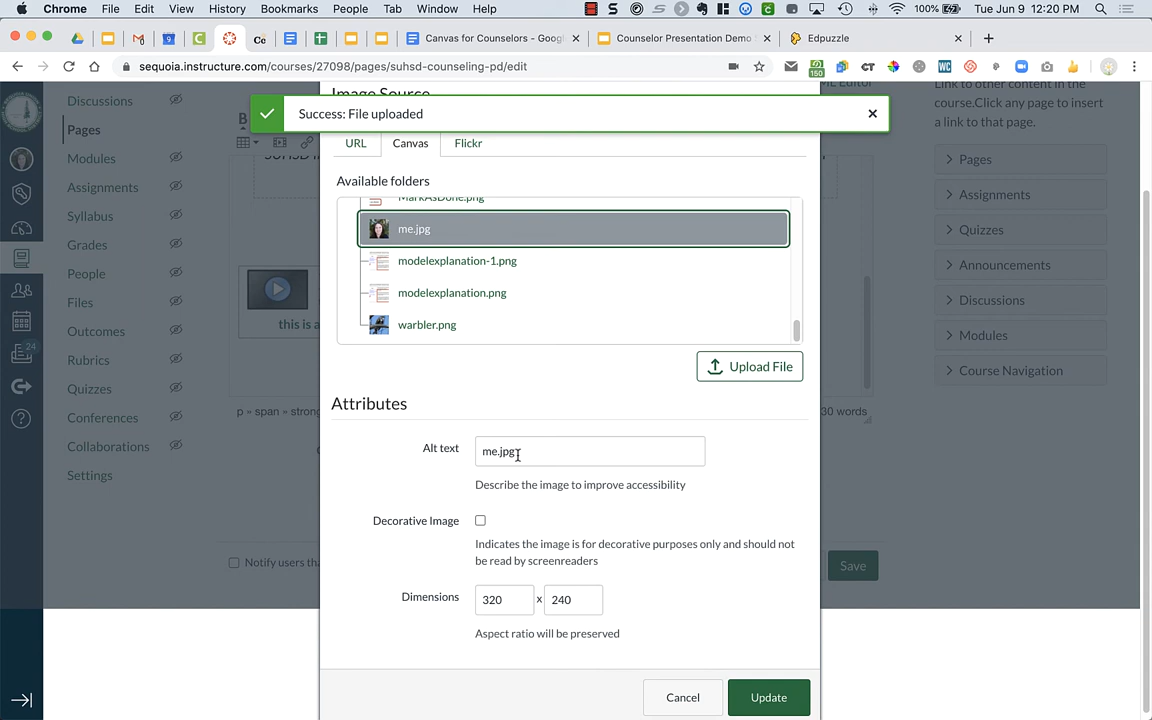 Chrome File Edit View History Bookmarks People Tab Window Help 100% Tue Jun 9 12:20 PM
Canvas for Counselors - Goog
Counselor Presentation Demo
Edpuzzle
sequoia.instructure.com/courses/27098/pages/suhsd-counseling-pd/edit
150
Discussions
Pages
Modules
Assignments
Syllabus
Grades
People
Files
Outcomes
Rubrics
Quizzes
Conferences
Collaborations
Settings
24
B
this is a
p » span » strong
30 words
Notify users tha
Save
Image Source
Success: File uploaded
URL
Canvas
Flickr
Available folders
MarkAsDone.png
me.jpg
modelexplanation-1.png
modelexplanation.png
warbler.png
Upload File
Attributes
Alt text
me.jpg
Describe the image to improve accessibility
Decorative Image
Indicates the image is for decorative purposes only and should not
be read by screenreaders
Dimensions
320 x 240
Aspect ratio will be preserved
Cancel
Update
Link to other content in the
course.Click any page to insert
a link to that page.
Pages
Assignments
Quizzes
Announcements
Discussions
Modules
Course Navigation